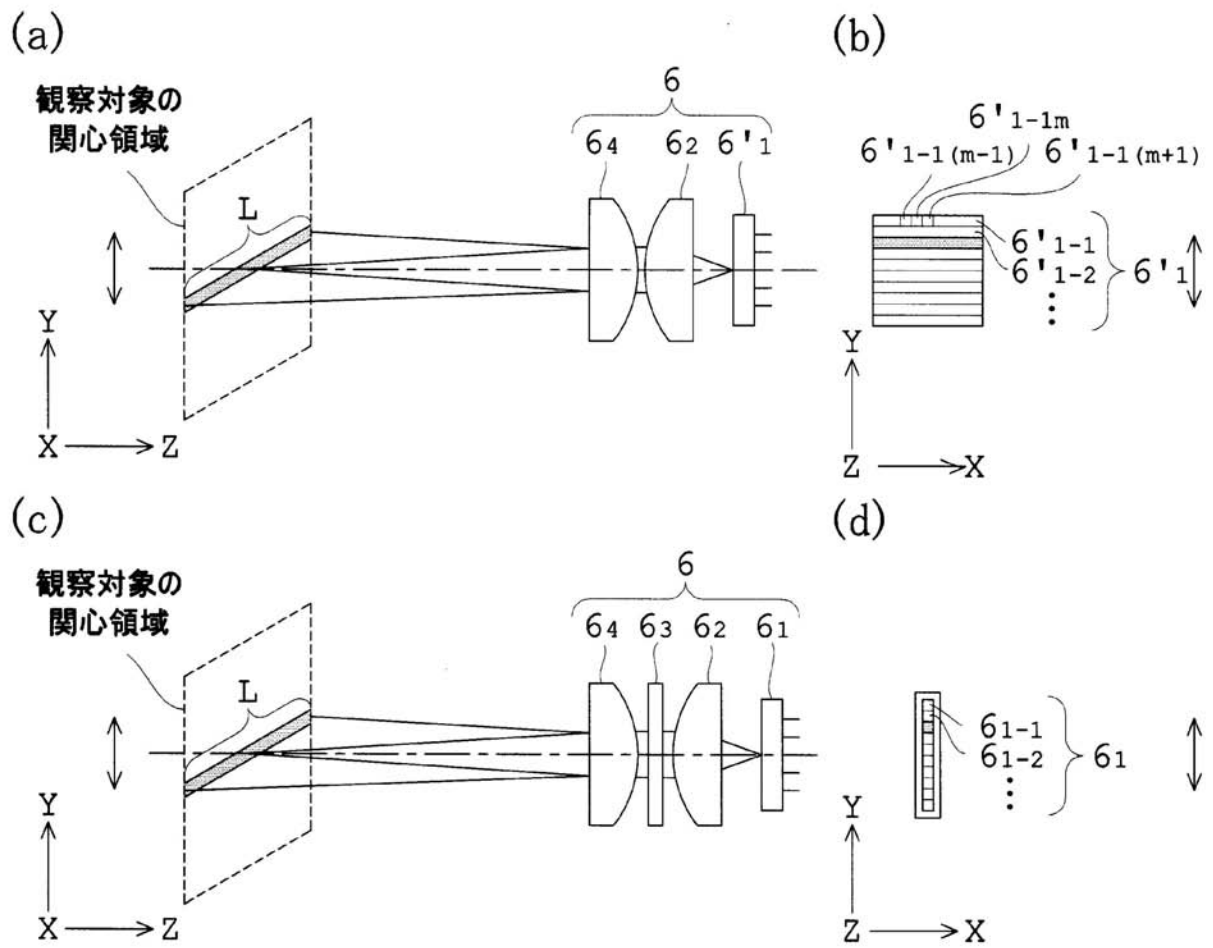 (a)
(b)
観察対象の
関心領域
6
64 62 6'1
L
Y
X Z
6'1-1m
6'1-1(m-1) 6'1-1(m+1)
6'1-1
6'1-2
6'1
Y
Z X
(c)
(d)
観察対象の
関心領域
6
64 63 62 61
L
Y
X Z
61-1
61-2
61
Y
Z X